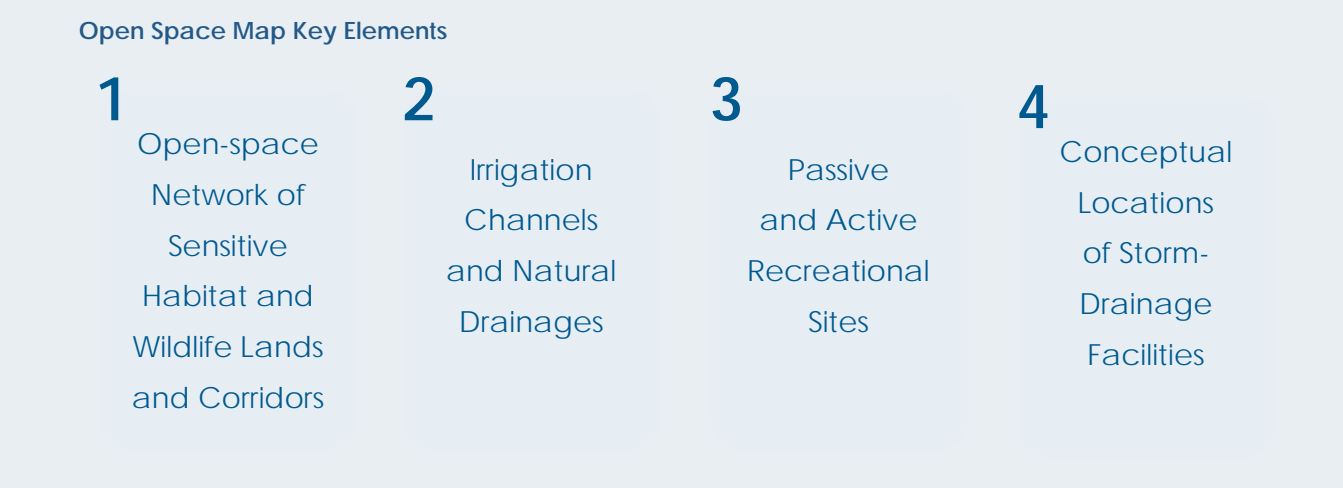 Open Space Map Key Elements
1
Open-space
Network of
Sensitive
Habitat and
Wildlife Lands
and Corridors
2
Irrigation
Channels
and Natural
Drainages
3
Passive
and Active
Recreational
Sites
4
Conceptual
Locations
of Storm-
Drainage
Facilities